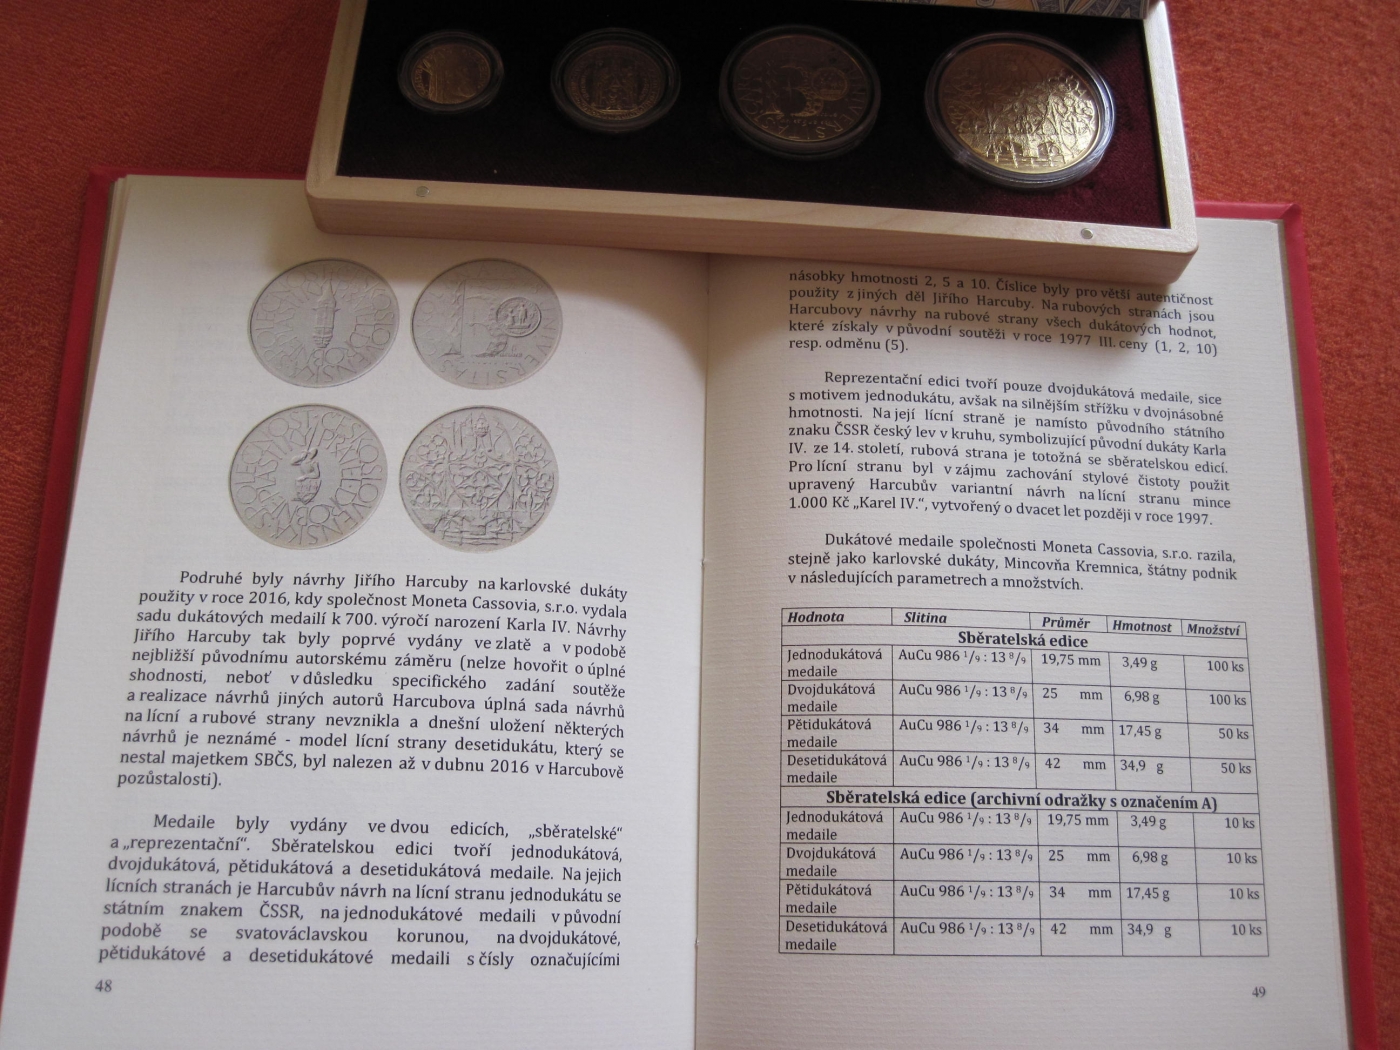 Podruhé byly návrhy Jiřího Harcuby na karlovské dukáty
použity v roce 2016, kdy společnost Moneta Cassovia, s.r.o. vydala
sadu dukátových medailí k 700. výročí narození Karla IV. Návrhy
Jiřího Harcuby tak byly poprvé vydány ve zlatě a v podobě
nejbližší původnímu autorskému záměru (nelze hovořit o úplné
shodnosti, neboť v důsledku specifického zadání soutěže
a realizace návrhů jiných autorů Harcubova úplná sada návrhů
na lícní a rubové strany nevznikla a dnešní uložení některých
návrhů je neznámé - model lícní strany desetidukátu, který se
nestal majetkem SBČS, byl nalezen až v dubnu 2016 v Harcubově
pozůstalosti).
Medaile byly vydány ve dvou edicích, „sběratelské“
a „reprezentační“. Sběratelskou edici tvoří jednodukátová,
dvojdukátová, pětidukátová a desetidukátová medaile. Na jejich
lícních stranách je Harcubův návrh na lícní stranu jednodukátu se
státním znakem ČSSR, na jednodukátové medaili v původní
podobě se svatováclavskou korunou, na dvojdukátové,
pětidukátové a desetidukátové medaili s čísly označujícími
48
násobky hmotnosti 2, 5 a 10. Číslice byly pro větší autentičnost
použity z jiných děl Jiřího Harcuby. Na rubových stranách jsou
Harcubovy návrhy na rubové strany všech dukátových hodnot,
které získaly v původní soutěži v roce 1977 III. ceny (1, 2, 10)
resp. odměnu (5).
Reprezentační edici tvoří pouze dvojdukátová medaile, sice
s motivem jednodukátu, avšak na silnějším střížku v dvojnásobné
hmotnosti. Na její lícní straně je namísto původního státního
znaku ČSSR český lev v kruhu, symbolizující původní dukáty Karla
IV. ze 14. století, rubová strana je totožná se sběratelskou edicí.
Pro lícní stranu byl v zájmu zachování stylové čistoty použit
upravený Harcubův variantní návrh na lícní stranu mince
1.000 Kč „Karel IV.“, vytvořený o dvacet let později v roce 1997.
Dukátové medaile společnosti Moneta Cassovia, s.r.o. razila,
stejně jako karlovské dukáty, Mincovňa Kremnica, štátny podnik
v následujících parametrech a množstvích.
Hodnota Slitina Průměr Hmotnost Množství
Sběratelská edice
Jednodukátová medaile AuCu 986 1/9 : 13 8/9 19,75 mm 3,49 g 100 ks
Dvojdukátová medaile AuCu 986 1/9 : 13 8/9 25 mm 6,98 g 100 ks
Pětidukátová medaile AuCu 986 1/9 : 13 8/9 34 mm 17,45 g 50 ks
Desetidukátová medaile AuCu 986 1/9 : 13 8/9 42 mm 34,9 g 50 ks
Sběratelská edice (archivní odražky s označením A)
Jednodukátová medaile AuCu 986 1/9 : 13 8/9 19,75 mm 3,49 g 10 ks
Dvojdukátová medaile AuCu 986 1/9 : 13 8/9 25 mm 6,98 g 10 ks
Pětidukátová medaile AuCu 986 1/9 : 13 8/9 34 mm 17,45 g 10 ks
Desetidukátová medaile AuCu 986 1/9 : 13 8/9 42 mm 34,9 g 10 ks
49